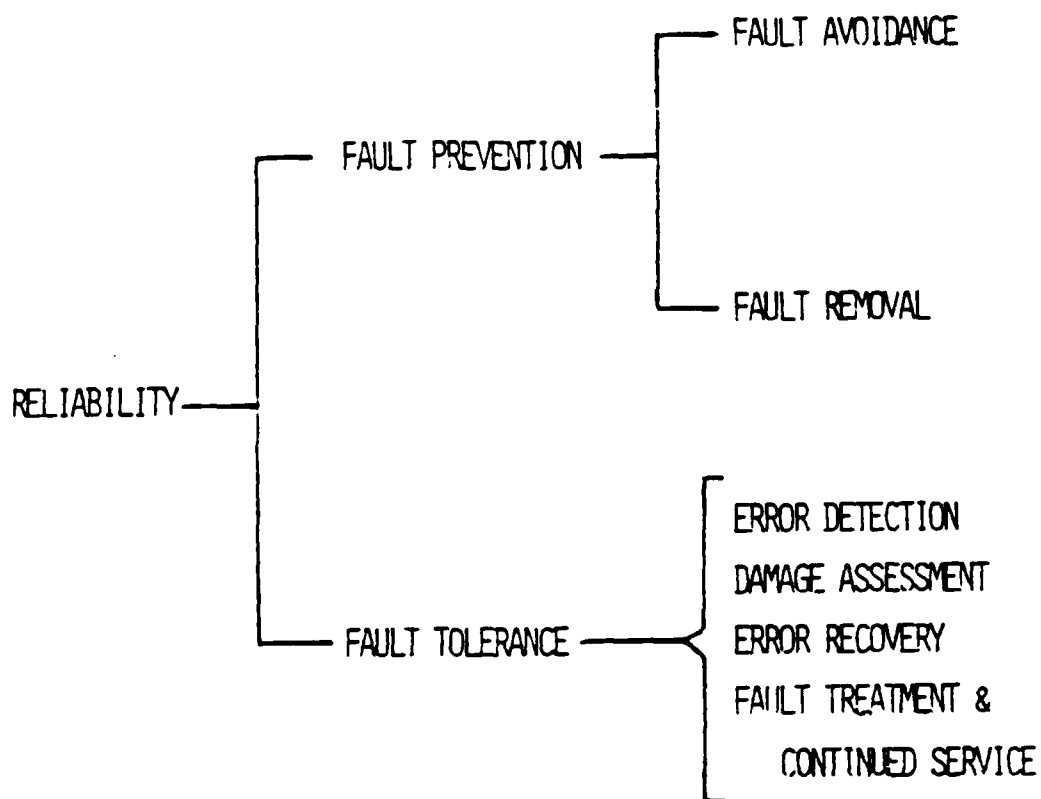 FAULT AVOIDANCE
FAULT PREVENTION
FAULT REMOVAL
RELIABILITY
ERROR DETECTION
DAMAGE ASSESSMENT
FAULT TOLERANCE
ERROR RECOVERY
FAULT TREATMENT &
CONTINUED SERVICE